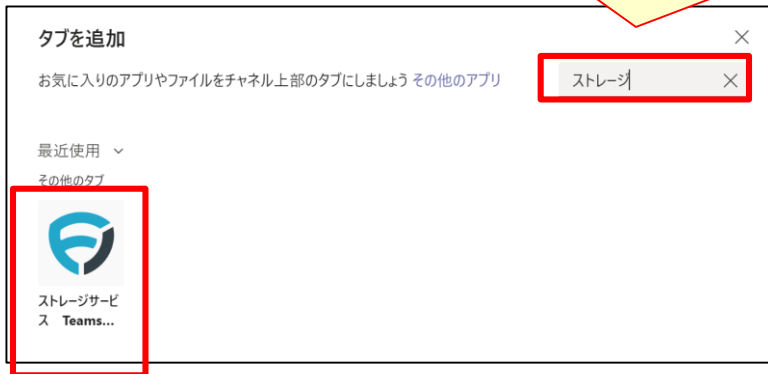 タブを追加
お気に入りのアプリやファイルをチャネル上部のタブにしましょう その他のアプリ
ストレージ
最近使用
その他のタブ
ストレージサービ
ス Teams...